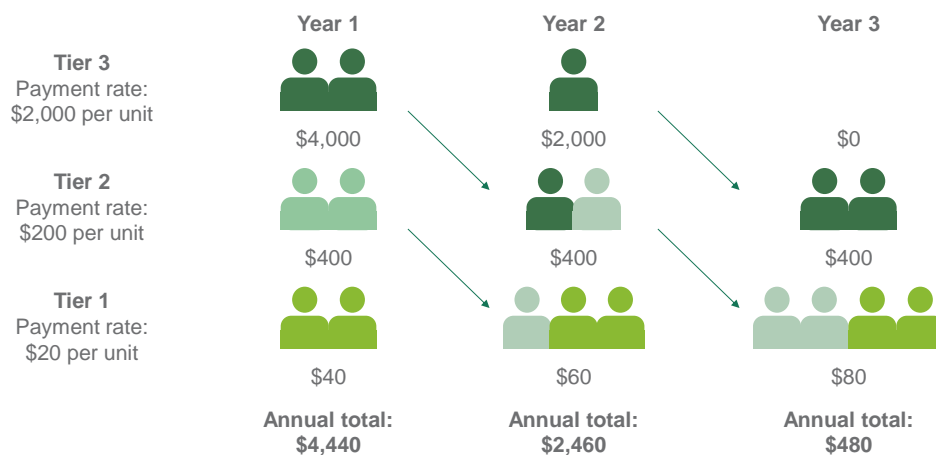 Year 1
Year 2
Year 3
Tier 3
Payment rate:
$2,000 per unit
$4,000
$2,000
$0
Tier 2
Payment rate:
$200 per unit
$400
$400
$400
Tier 1
Payment rate:
$20 per unit
$40
$60
$80
Annual total:
$4,440
Annual total:
$2,460
Annual total:
$480